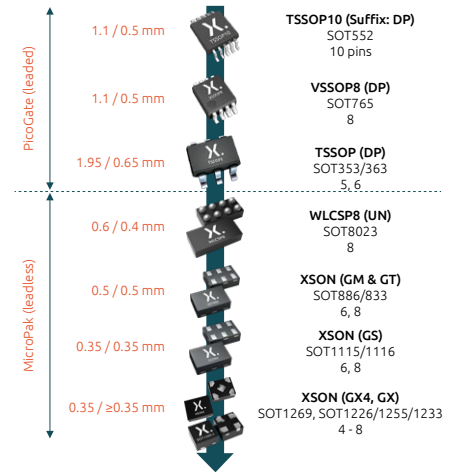 PicoGate (leaded)
1.1 / 0.5 mm
TSSOP10
TSSOP10 (Suffix: DP)
SOT552
10 pins
1.1 / 0.5 mm
VSSOP8 (DP)
SOT765
8
1.95 / 0.65 mm
TSSOP (DP)
SOT353/363
5, 6
MicroPak (leadless)
0.6 / 0.4 mm
WLCSP8
WLCSP8 (UN)
SOT8023
8
0.5 / 0.5 mm
XSON (GM & GT)
SOT886/833
6, 8
0.35 / 0.35 mm
XSON (GS)
SOT1115/1116
6, 8
0.35 / ≥0.35 mm
XSON (GX4, GX)
SOT1269, SOT1226/1255/1233
4 - 8